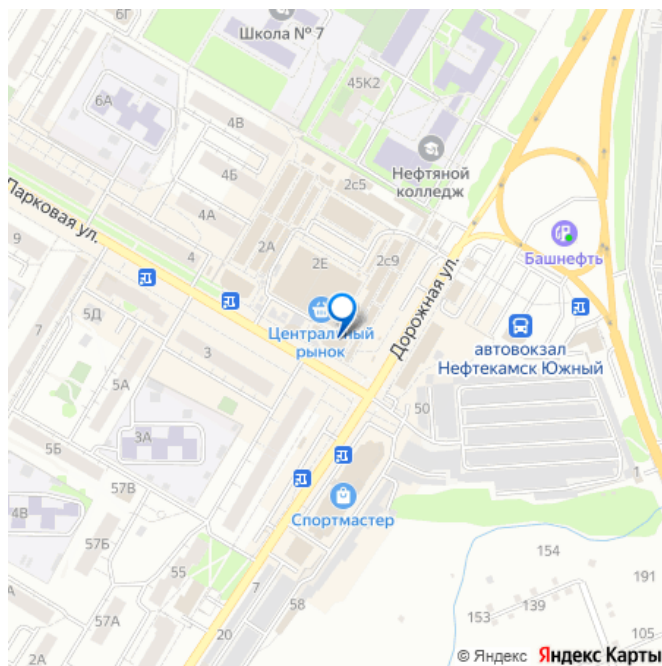 6Г
Школа № 7
45К2
6А
4В
Нефтяной
колледж
4Б
2с5
Парковая ул.
4А
9
2А
4
2Е
2с9
Башнефть
Дорожная ул.
5Д
Центральный
рынок
автовокзал
Нефтекамск Южный
3
5А
50
3А
5Б
57В
1
4В
Спортмастер
57Б
154
55
191
7
58
139
153
20
105
2А
© Яндекс Яндекс Карты